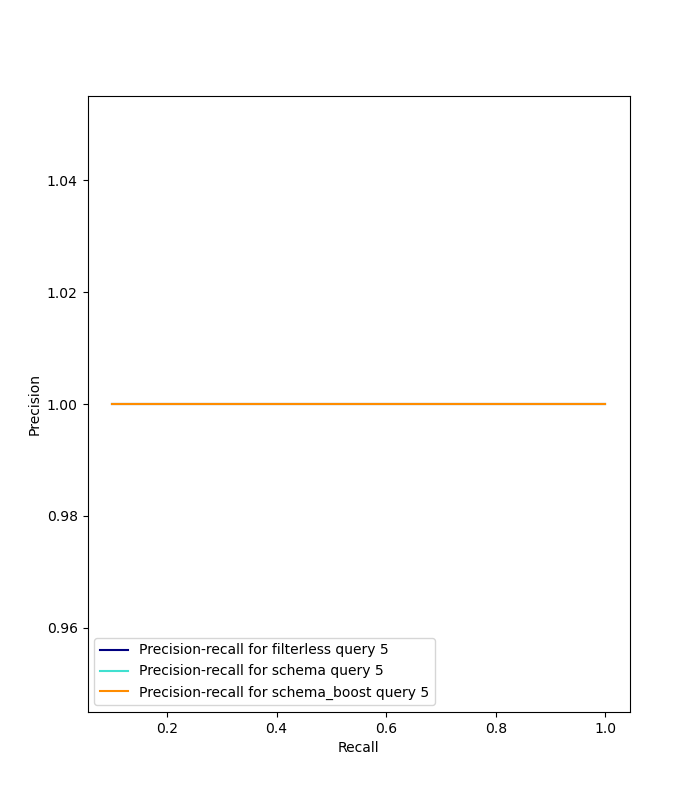 1.04
1.02
1.00
0.98
0.96
Precision
Precision-recall for filterless query 5
Precision-recall for schema query 5
Precision-recall for schema_boost query 5
0.2 0.4 0.6 0.8 1.0
Recall